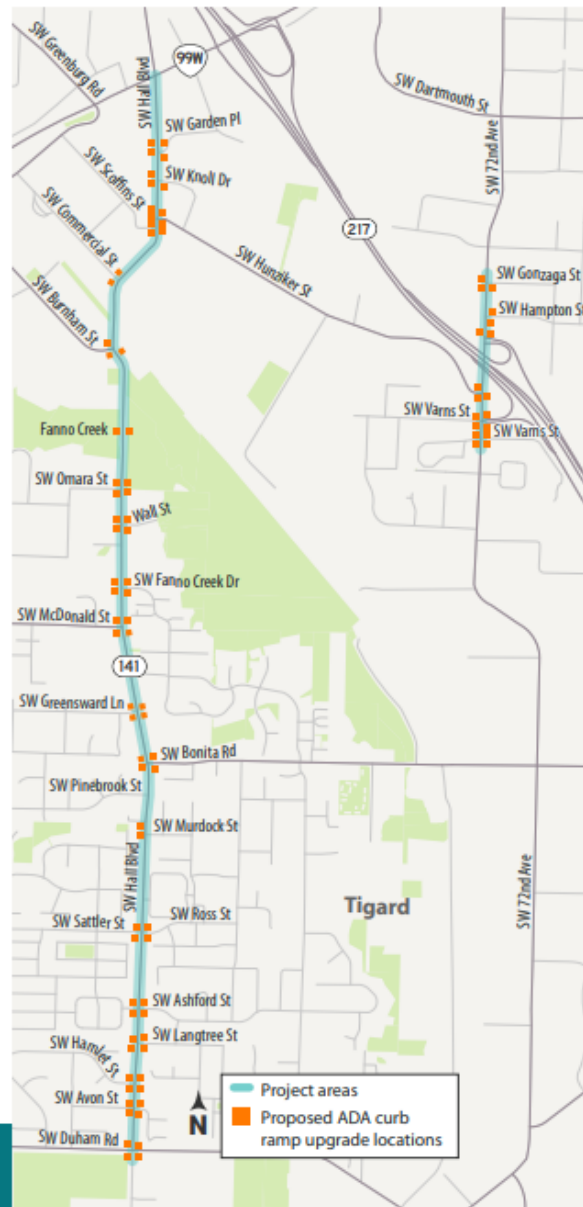 99W
SW Greenburg Rd
SW Hall Blvd
SW Dartmouth St
SW 72nd Ave
SW Garden Pl
SW Scoffins St
SW Knoll Dr
SW Commercial St
217
SW Hunziker St
SW Gonzaga St
SW Hampton St
SW Burnham St
SW Varns St
SW Varns St
Fanno Creek
SW Omara St
Wall St
SW Fanno Creek Dr
SW McDonald St
141
SW Greensward Ln
SW Bonita Rd
SW Pinebrook St
SW Murdock St
SW Hall Blvd
SW 72nd Ave
Tigard
SW Sattler St
SW Ross St
SW Ashford St
SW Langtree St
SW Hamlet St
SW Avon St
SW Duham Rd
N
Project areas
Proposed ADA curb
ramp upgrade locations